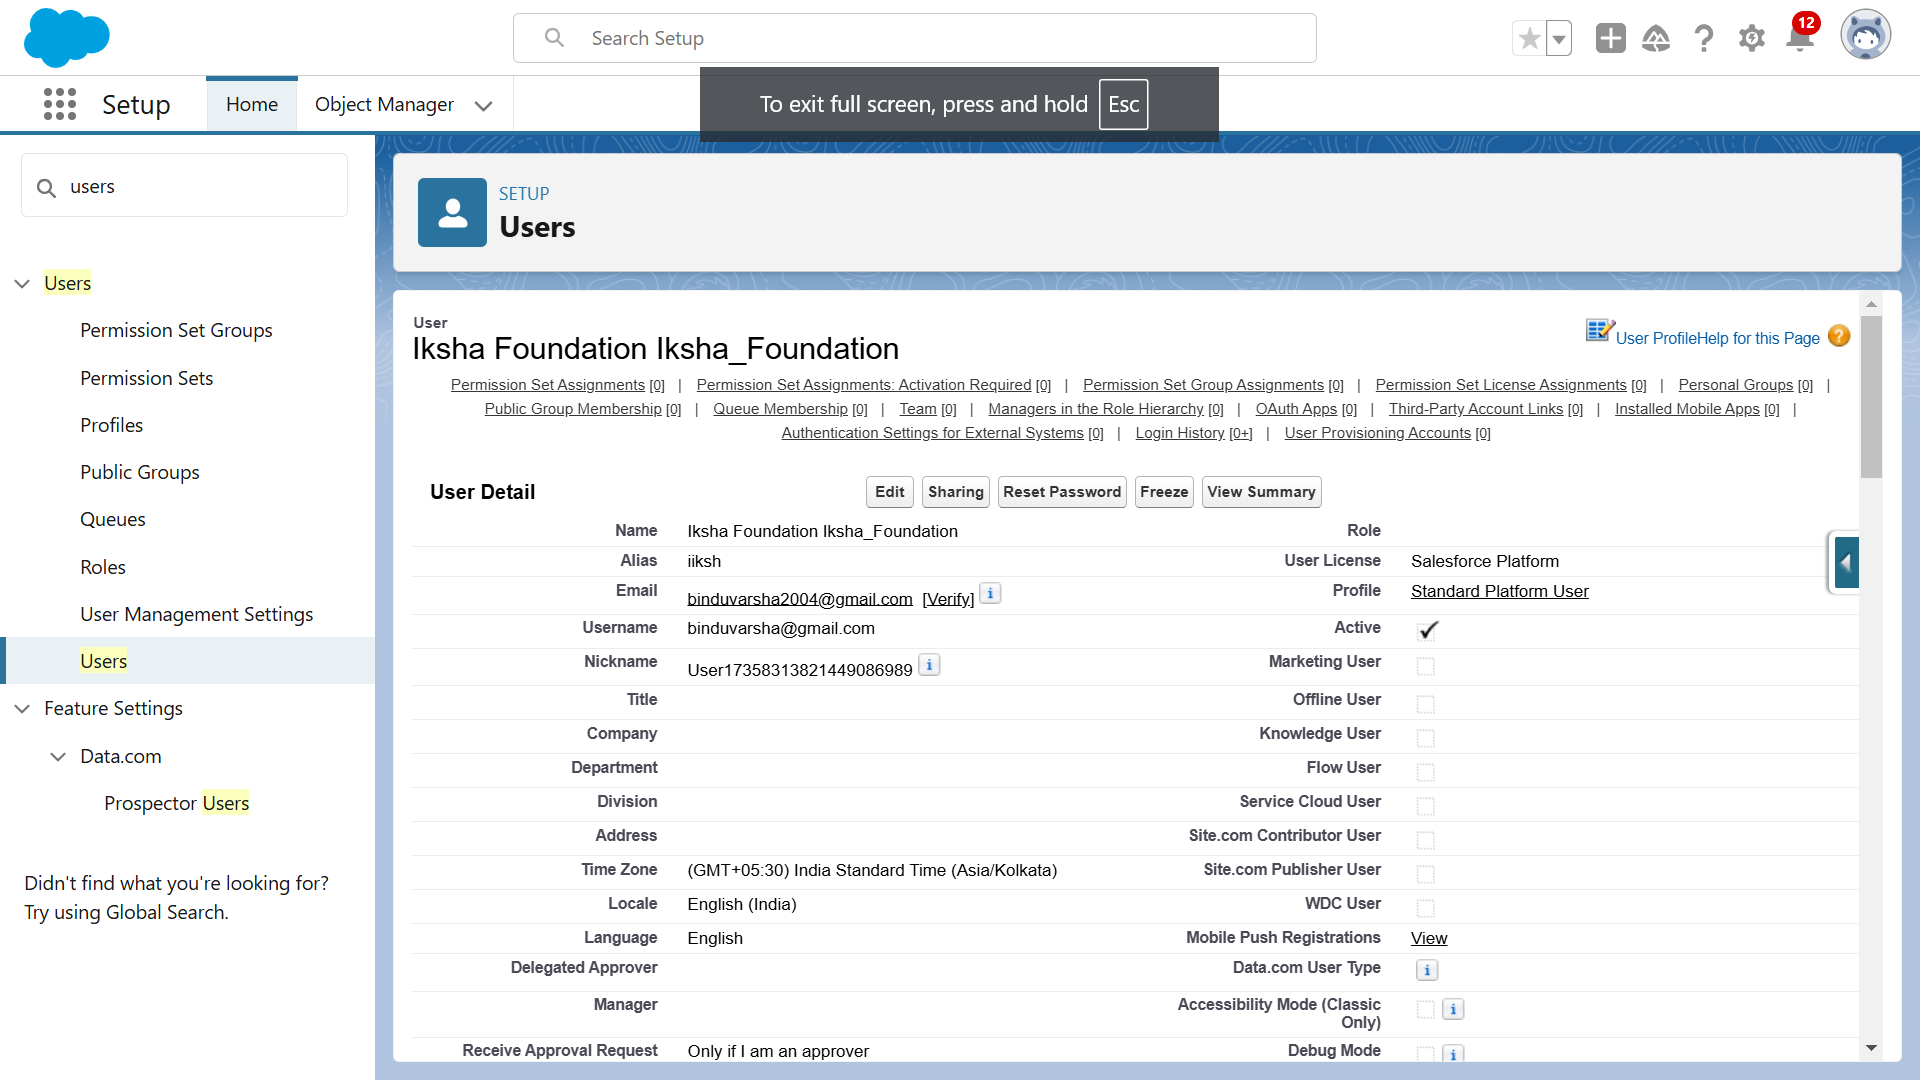 Search Setup
12
Setup
Home
Object Manager
To exit full screen, press and hold Esc
users
Users
Permission Set Groups
Permission Sets
Profiles
Public Groups
Queues
Roles
User Management Settings
Users
Feature Settings
Data.com
Prospector Users
Didn't find what you're looking for?
Try using Global Search.
SETUP
Users
User
Iksha Foundation Iksha_Foundation
User Profile Help for this Page ?
Permission Set Assignments [0] | Permission Set Assignments: Activation Required [0] | Permission Set Group Assignments [0] | Permission Set License Assignments [0] | Personal Groups [0] |
Public Group Membership [0] | Queue Membership [0] | Team [0] | Managers in the Role Hierarchy [0] | OAuth Apps [0] | Third-Party Account Links [0] | Installed Mobile Apps [0] |
Authentication Settings for External Systems [0] | Login History [0+] | User Provisioning Accounts [0]
User Detail
Edit Sharing Reset Password Freeze View Summary
Name Iksha Foundation Iksha_Foundation Role
Alias iiksh User License Salesforce Platform
Email binduvarsha2004@gmail.com [Verify] i Profile Standard Platform User
Username binduvarsha@gmail.com Active
Nickname User17358313821449086989 i Marketing User
Title Offline User
Company Knowledge User
Department Flow User
Division Service Cloud User
Address Site.com Contributor User
Time Zone (GMT+05:30) India Standard Time (Asia/Kolkata) Site.com Publisher User
Locale English (India) WDC User
Language English Mobile Push Registrations View
Delegated Approver Data.com User Type i
Manager Accessibility Mode (Classic Only) i
Receive Approval Request Only if I am an approver Debug Mode i